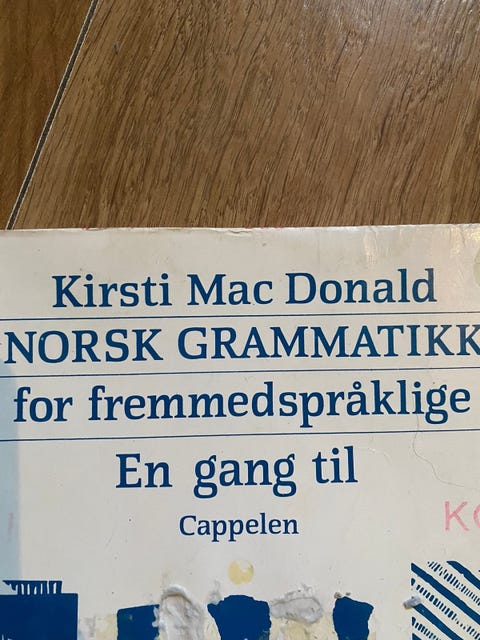 Kirsti Mac Donald
NORSK GRAMMATIKK
for fremmedspråklige
En gang til
Cappelen